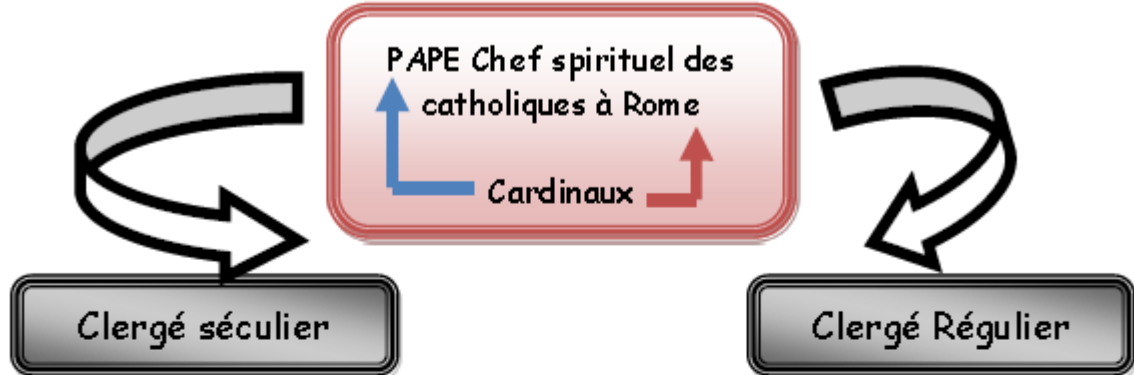 PAPE Chef spirituel des
catholiques à Rome
Cardinaux
Clergé séculier
Clergé Régulier